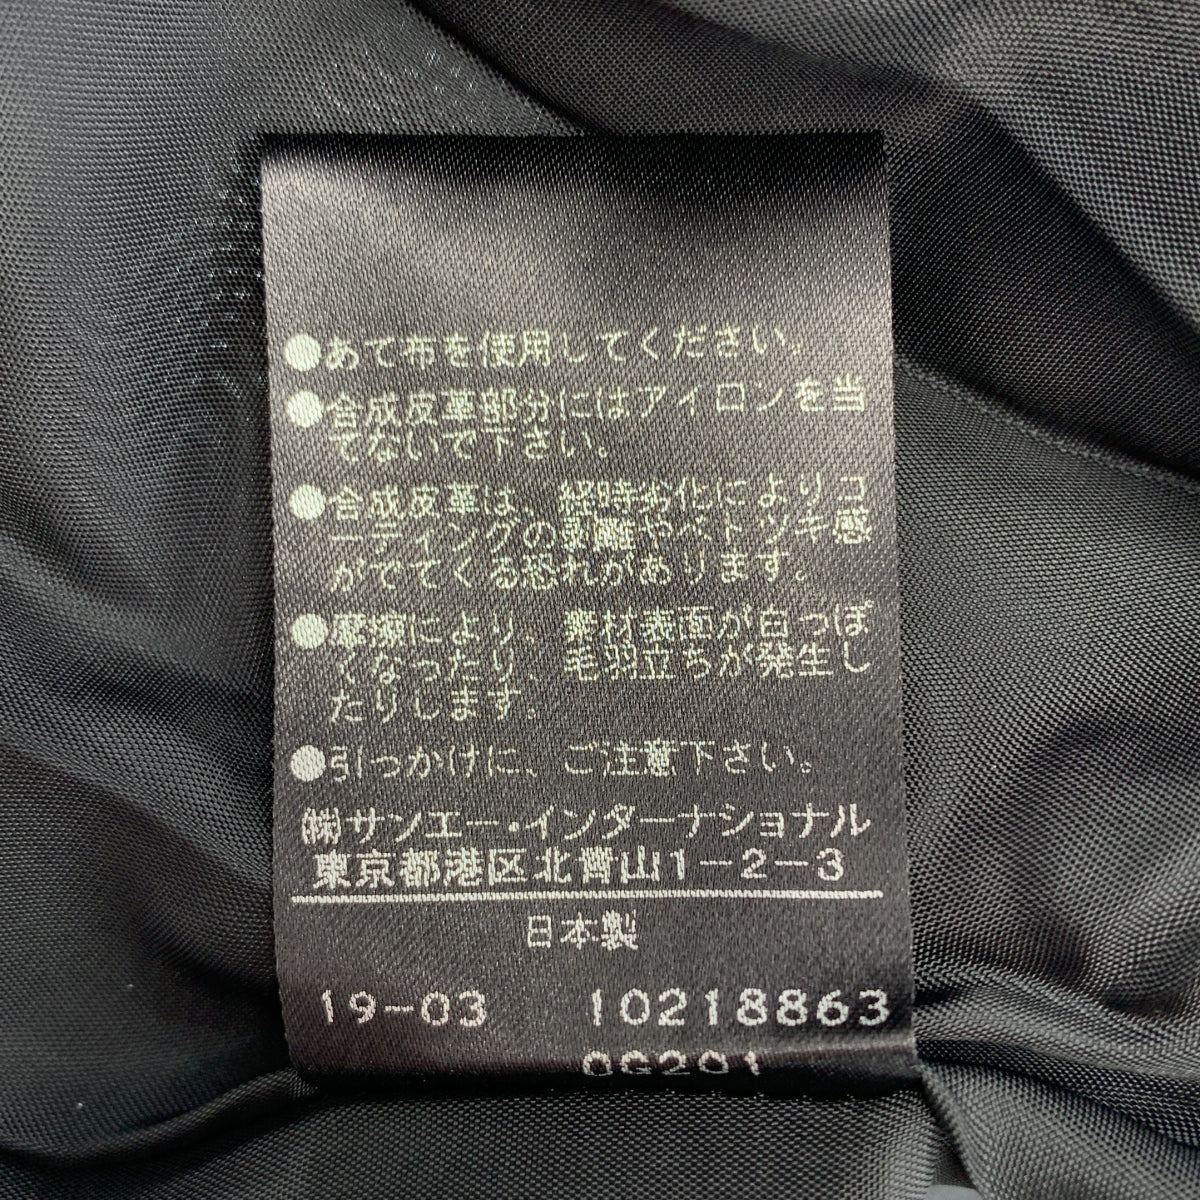 ●あて布を使用してください。
●合成皮革部分にはアイロンを当
てないで下さい。
●合成皮革は、経時劣化によりコ
ーティングの剥離やベトツキ感
がでてくる恐れがあります。
●摩擦により、素材表面が白っぽ
くなったり、毛羽立ちが発生し
たりします。
●引っかけに、ご注意下さい。
㈱サンエー・インターナショナル
東京都港区北青山1-2-3
日本製
19-03 10218863
0G201